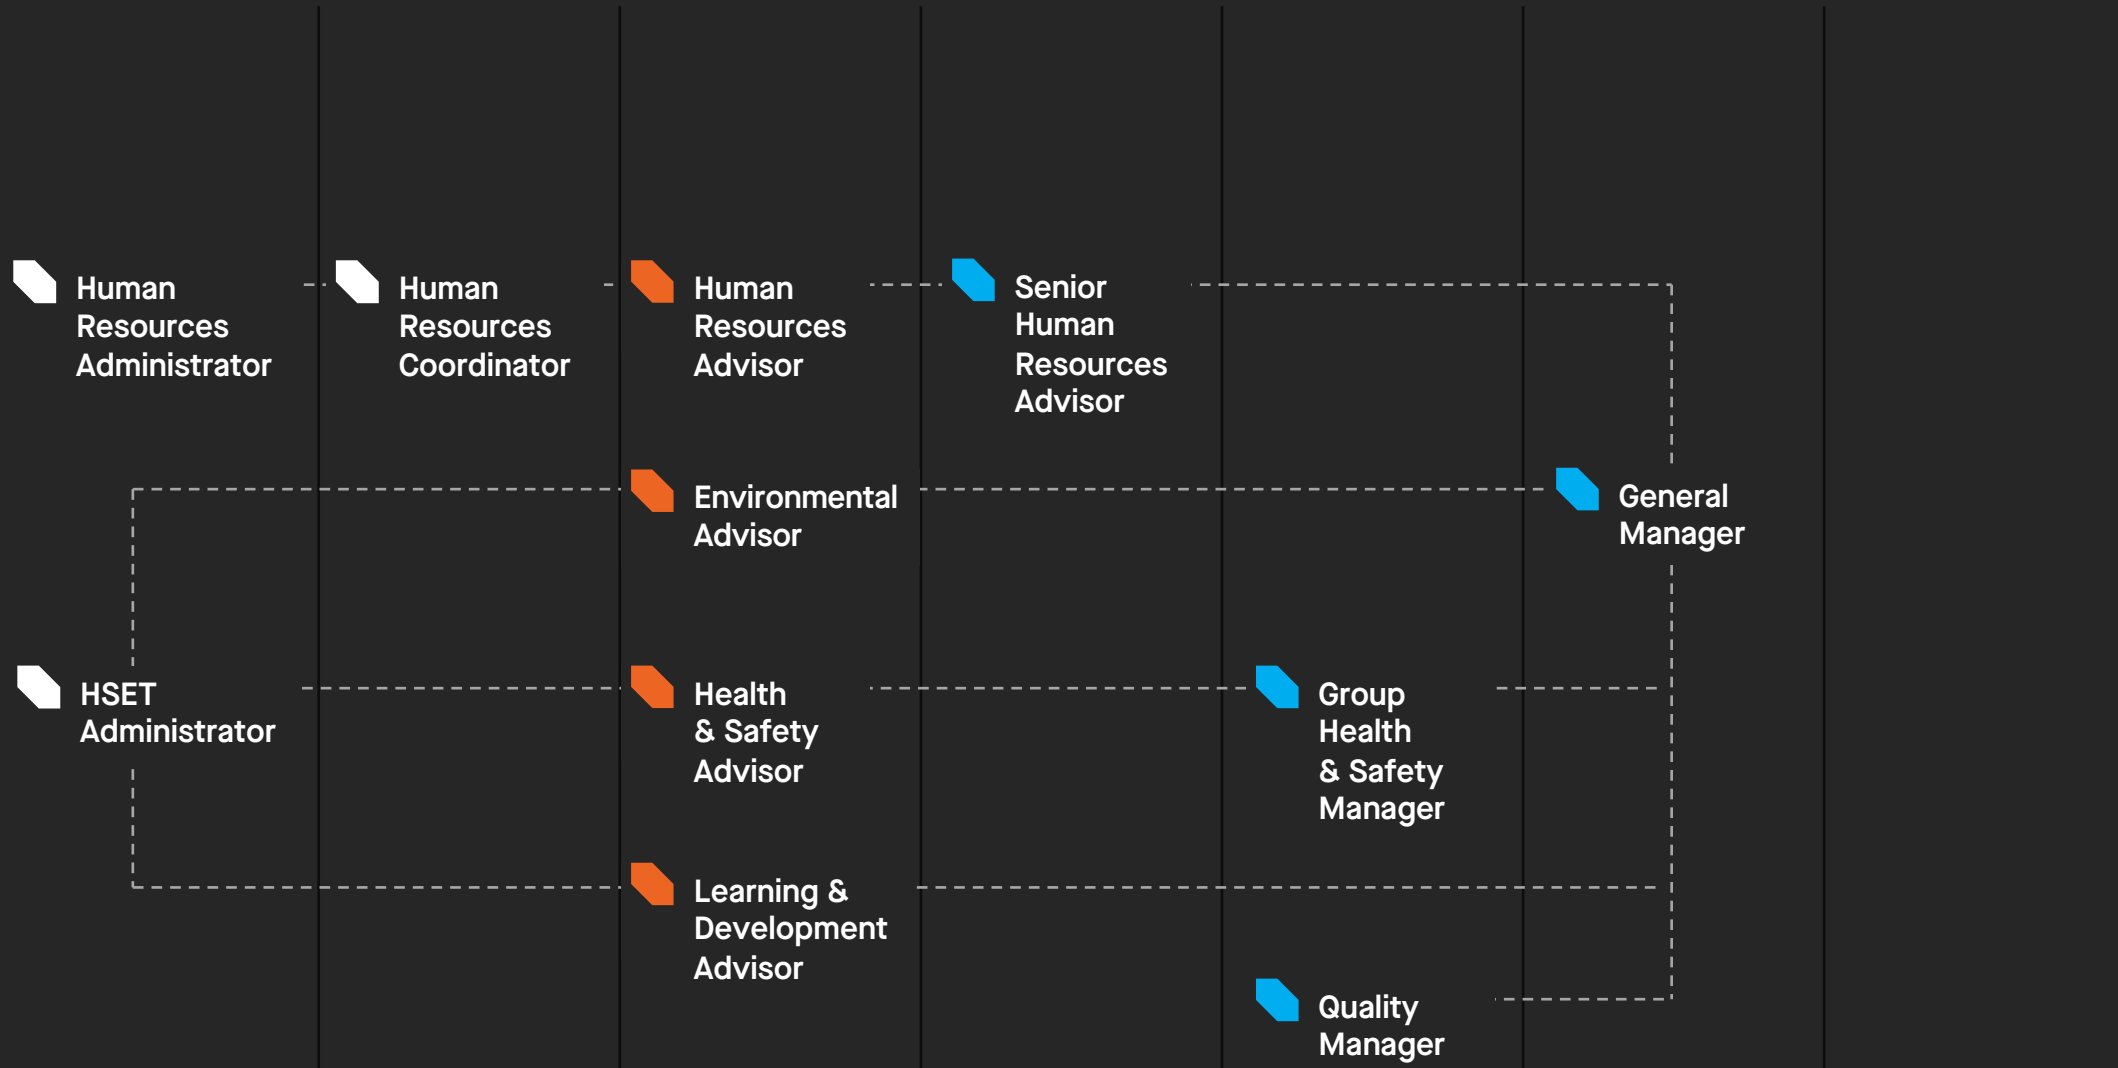 Human
Resources
Administrator
Human
Resources
Coordinator
Human
Resources
Advisor
Senior
Human
Resources
Advisor
Environmental
Advisor
General
Manager
HSET
Administrator
Health
& Safety
Advisor
Group
Health
& Safety
Manager
Learning &
Development
Advisor
Quality
Manager